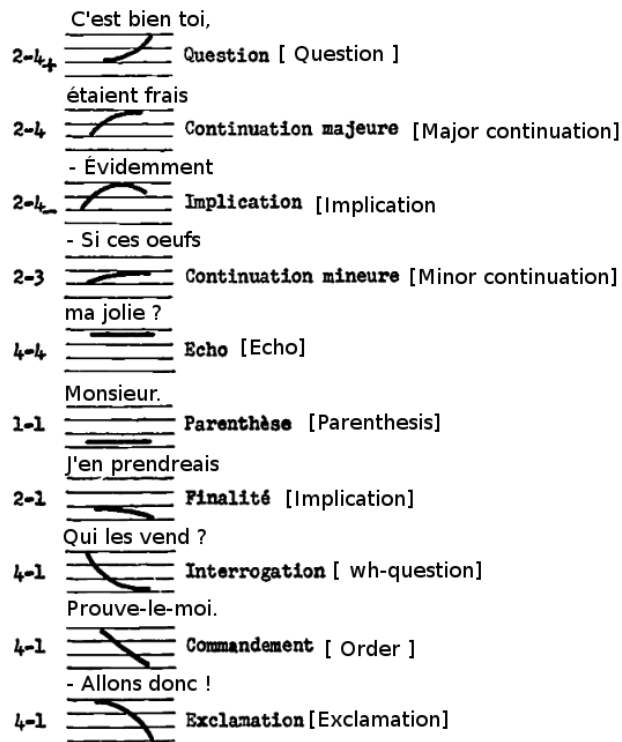 C'est bien toi,
2-4+ Question [ Question ]
étaient frais
2-4 Continuation majeure [Major continuation]
- Évidemment
2-4- Implication [Implication
- Si ces oeufs
2-3 Continuation mineure [Minor continuation]
ma jolie ?
4-4 Echo [Echo]
Monsieur.
1-1 Parenthèse [Parenthesis]
J'en prendreais
2-1 Finalité [Implication]
Qui les vend ?
4-1 Interrogation [ wh-question]
Prouve-le-moi.
4-1 Commandement [ Order ]
- Allons donc !
4-1 Exclamation [Exclamation]